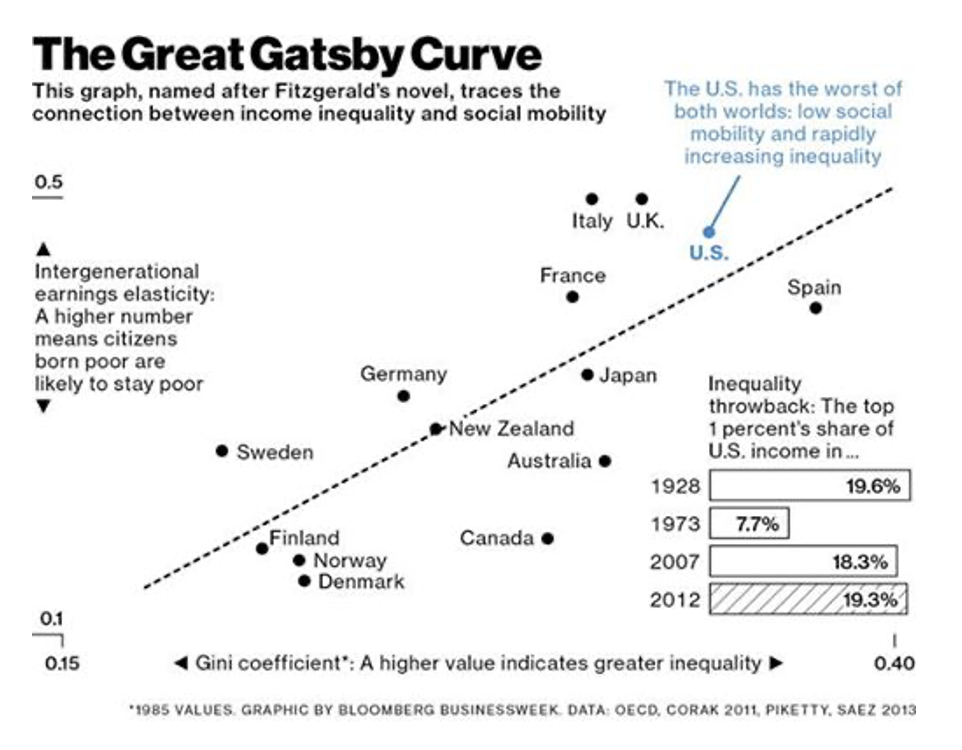 The Great Gatsby Curve
This graph, named after Fitzgerald's novel, traces the
connection between income inequality and social mobility
The U.S. has the worst of
both worlds: low social
mobility and rapidly
increasing inequality
0.5
Italy U.K.
U.S.
▲
Intergenerational
earnings elasticity:
A higher number
means citizens
born poor are
likely to stay poor
▼
France
Spain
Germany
Japan
New Zealand
Sweden
Australia
Finland
Norway
Denmark
Canada
Inequality
throwback: The top
1 percent's share of
U.S. income in ...
1928 19.6%
1973 7.7%
2007 18.3%
2012 19.3%
0.1
0.15
◀ Gini coefficient*: A higher value indicates greater inequality ▶
0.40
*1985 VALUES. GRAPHIC BY BLOOMBERG BUSINESSWEEK. DATA: OECD, CORAK 2011, PIKETTY, SAEZ 2013